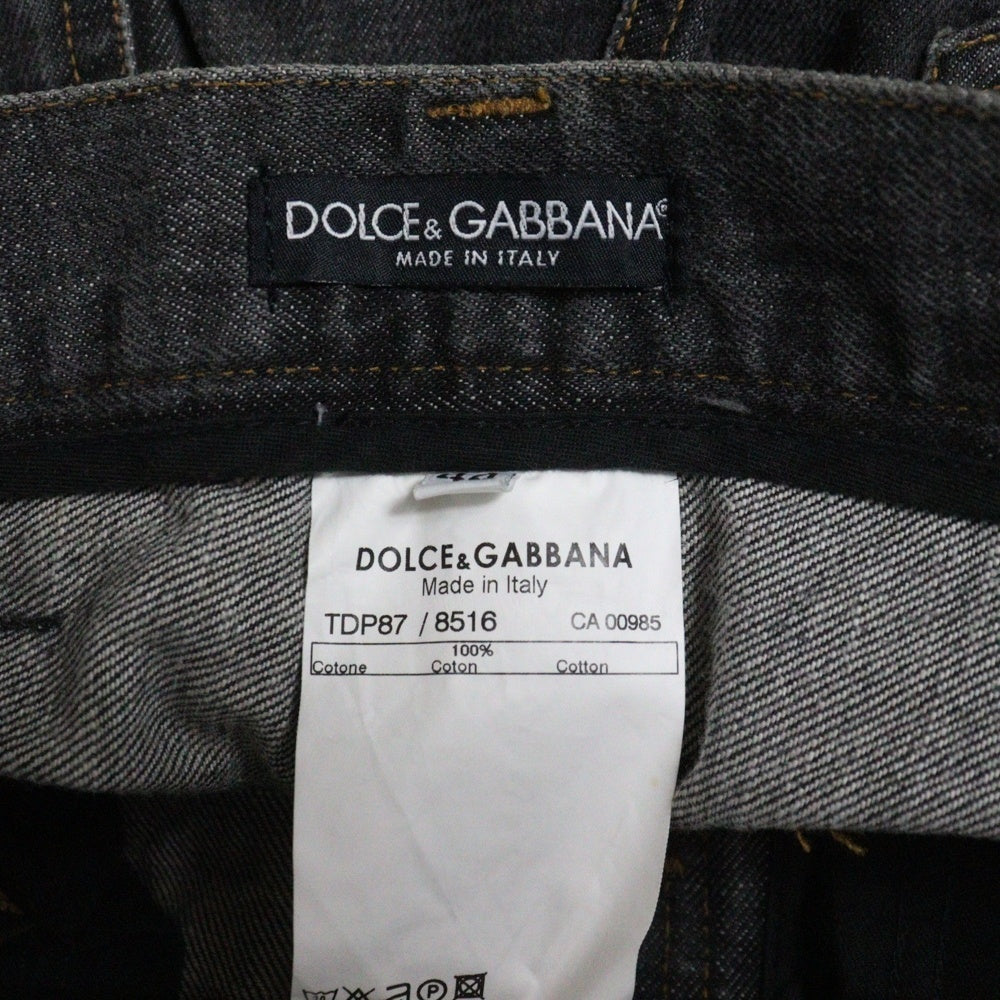 DOLCE & GABBANA®
MADE IN ITALY
DOLCE&GABBANA
Made in Italy
TDP87 / 8516 CA 00985
100%
Cotone Coton Cotton